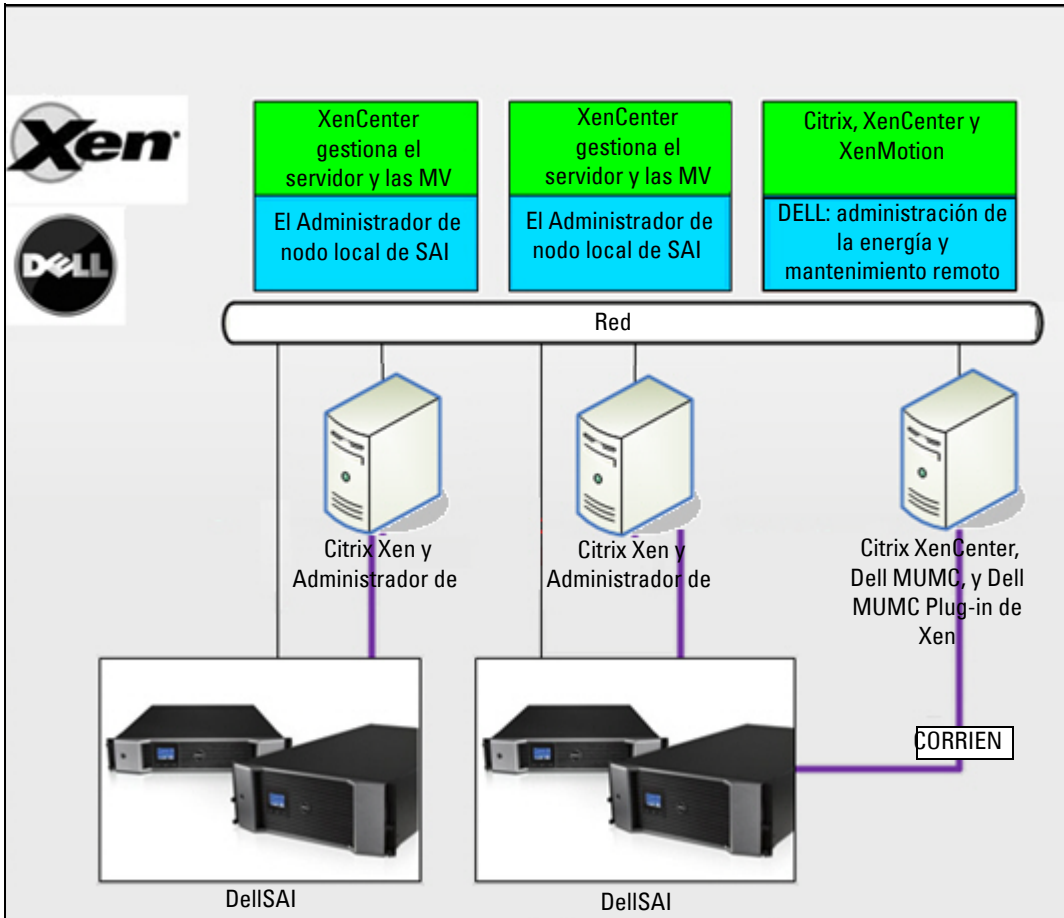 Xen
DELL
XenCenter
gestiona el
servidor y las MV
El Administrador de
nodo local de SAI
XenCenter
gestiona el
servidor y las MV
El Administrador de
nodo local de SAI
Citrix, XenCenter y
XenMotion
DELL: administración de
la energía y
mantenimiento remoto
Red
Citrix Xen y
Administrador de
Citrix Xen y
Administrador de
Citrix XenCenter,
Dell MUMC, y Dell
MUMC Plug-in de
Xen
CORRIEN
DellSAI
DellSAI